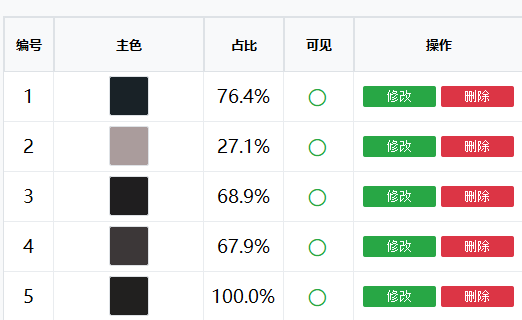 编号 主色 占比 可见 操作
1 76.4% 修改 删除
2 27.1% 修改 删除
3 68.9% 修改 删除
4 67.9% 修改 删除
5 100.0% 修改 删除